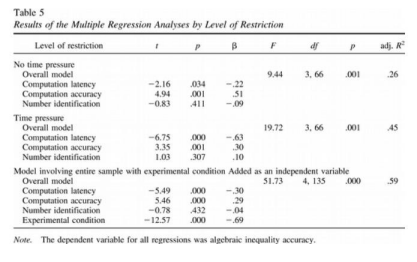 Table 5
Results of the Multiple Regression Analyses by Level of Restriction
Level of restriction t p β F df p adj. R²
No time pressure
Overall model 9.44 3, 66 .001 .26
Computation latency −2.16 .034 −.22
Computation accuracy 4.94 .001 .51
Number identification −0.83 .411 −.09
Time pressure
Overall model 19.72 3, 66 .001 .45
Computation latency −6.75 .000 −.63
Computation accuracy 3.35 .001 .30
Number identification 1.03 .307 .10
Model involving entire sample with experimental condition Added as an independent variable
Overall model 51.73 4, 135 .000 .59
Computation latency −5.49 .000 −.30
Computation accuracy 5.46 .000 .29
Number identification −0.78 .432 −.04
Experimental condition −12.57 .000 −.69
Note. The dependent variable for all regressions was algebraic inequality accuracy.